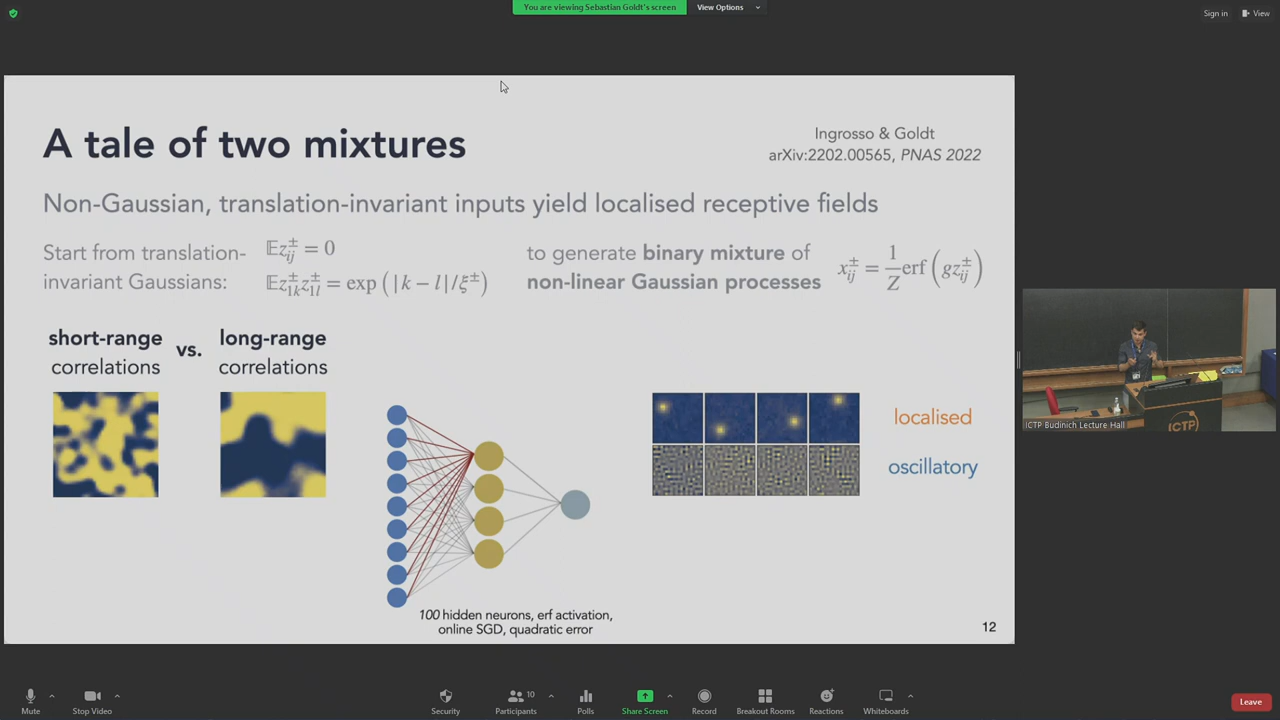 You are viewing Sebastian Goldt's screen
View Options
Sign in
View
A tale of two mixtures
Ingrosso & Goldt
arXiv:2202.00565, PNAS 2022
Non-Gaussian, translation-invariant inputs yield localised receptive fields
Start from translation-
invariant Gaussians:
𝔼z±ij = 0
𝔼z±1k z±1l = exp (|k − l|/ξ±)
to generate binary mixture of
non-linear Gaussian processes
x±ij = 1/Z erf (gz±ij)
short-range
correlations
vs.
long-range
correlations
localised
oscillatory
100 hidden neurons, erf activation,
online SGD, quadratic error
12
ICTP
ICTP Budinich Lecture Hall
Mute
Stop Video
Security
Participants
10
Polls
Share Screen
Record
Breakout Rooms
Reactions
Whiteboards
Leave